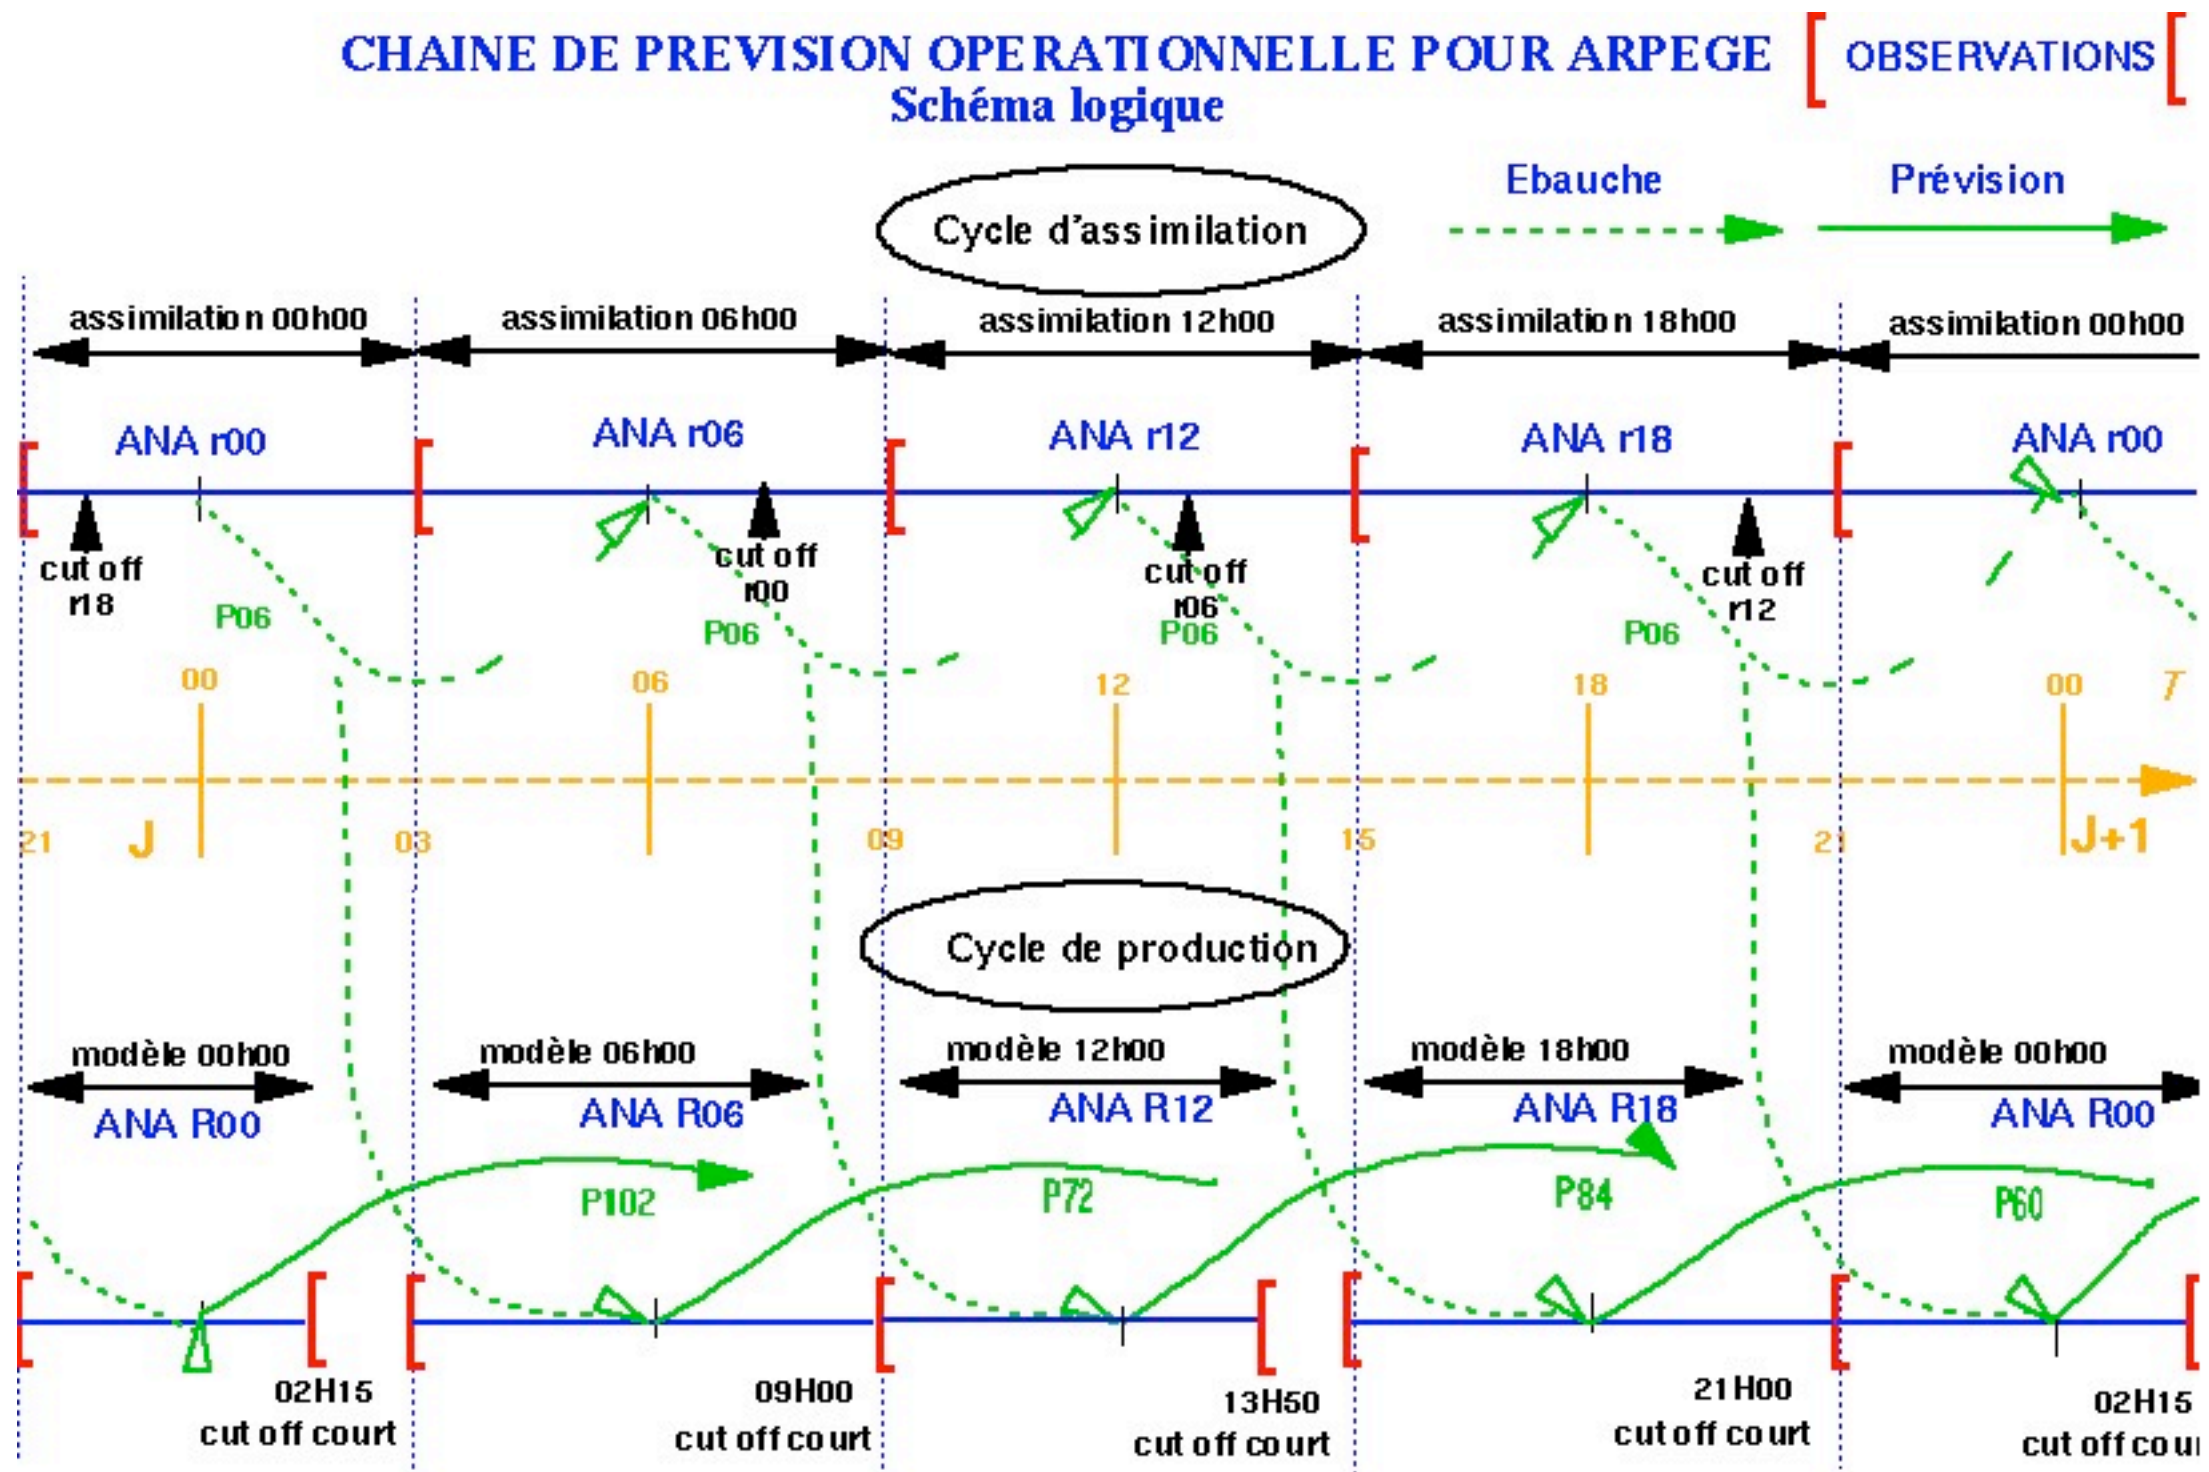 CHAINE DE PREVISION OPERATIONNELLE POUR ARPEGE [ OBSERVATIONS [
Schéma logique
Ebauche Prévision
Cycle d'assimilation
assimilation 00h00 assimilation 06h00 assimilation 12h00 assimilation 18h00 assimilation 00h00
ANA r00 ANA r06 ANA r12 ANA r18 ANA r00
cut off
r18
cut off
r00
cut off
r06
cut off
r12
P06 P06 P06 P06
00 06 12 18 00 T
21 J 03 09 15 21 J+1
Cycle de production
modèle 00h00 modèle 06h00 modèle 12h00 modèle 18h00 modèle 00h00
ANA R00 ANA R06 ANA R12 ANA R18 ANA R00
P102 P72 P84 P60
02H15
cut off court
09H00
cut off court
13H50
cut off court
21H00
cut off court
02H15
cut off cou